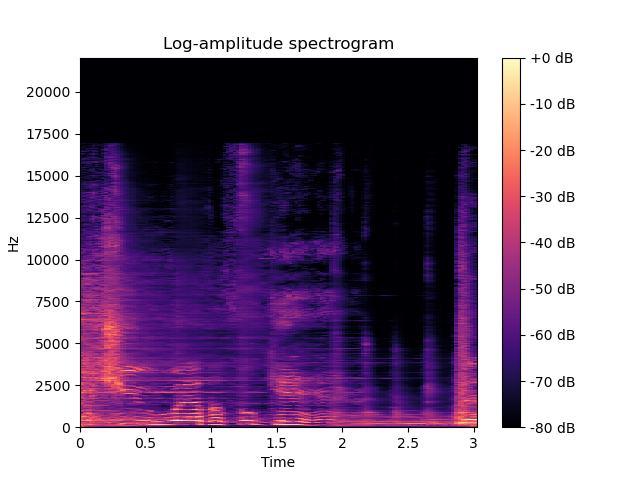 Log-amplitude spectrogram
Hz
20000
17500
15000
12500
10000
7500
5000
2500
0
0 0.5 1 1.5 2 2.5 3
Time
+0 dB
-10 dB
-20 dB
-30 dB
-40 dB
-50 dB
-60 dB
-70 dB
-80 dB